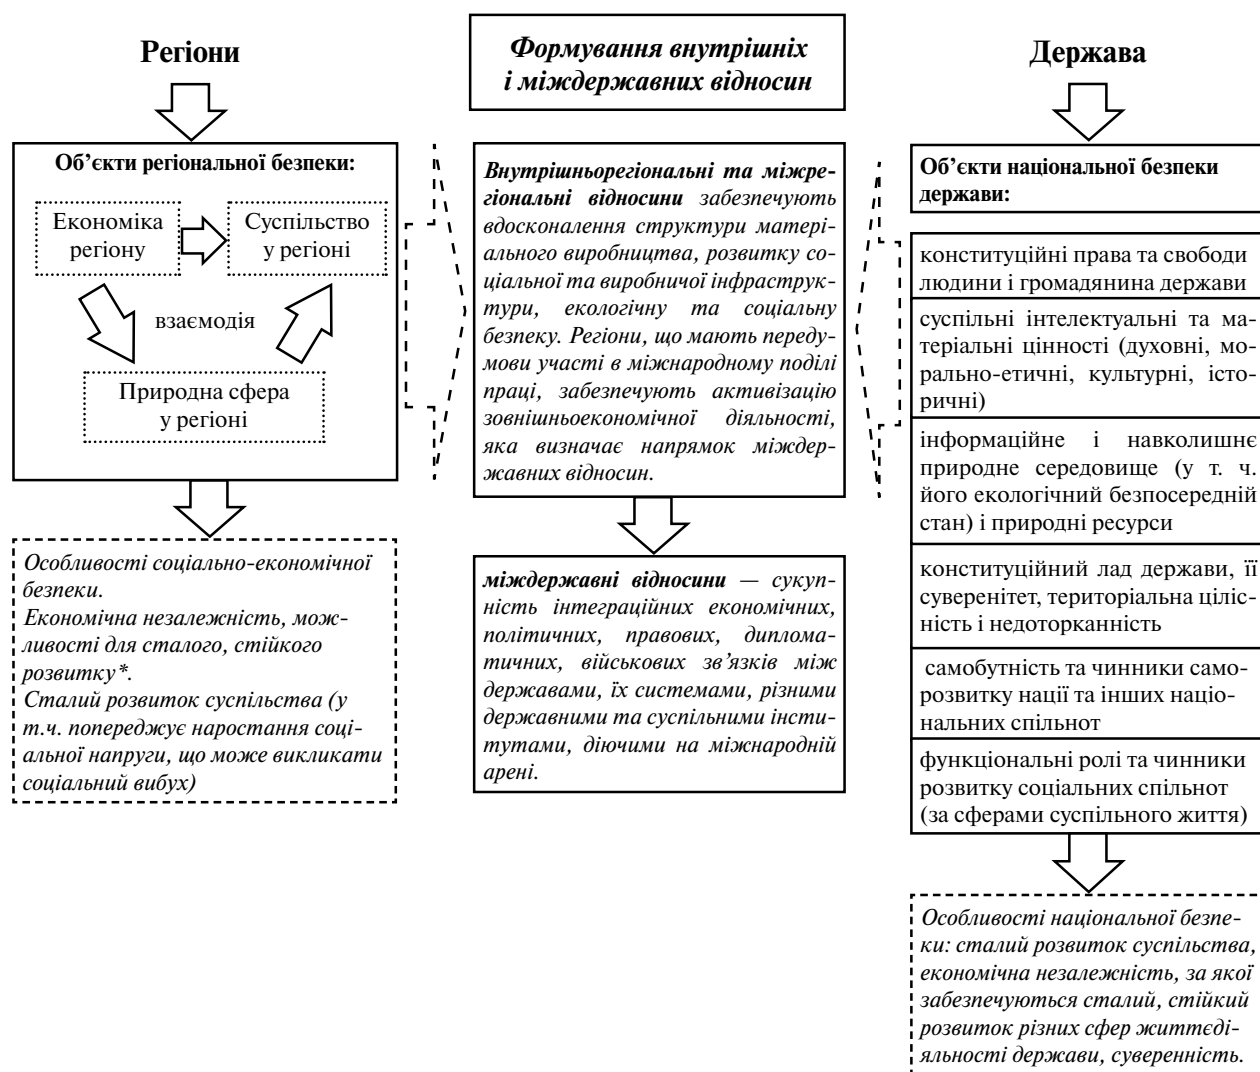 Регіони
Об’єкти регіональної безпеки:
Економіка
регіону
Суспільство
у регіоні
взаємодія
Природна сфера
у регіоні
Особливості соціально-економічної
безпеки.
Економічна незалежність, мож-
ливості для сталого, стійкого
розвитку*.
Сталий розвиток суспільства (у
т.ч. попереджує наростання соці-
альної напруги, що може викликати
соціальний вибух)
Формування внутрішніх
і міждержавних відносин
Внутрішньорегіональні та міжре-
гіональні відносини забезпечують
вдосконалення структури матері-
ального виробництва, розвитку со-
ціальної та виробничої інфраструк-
тури, екологічну та соціальну
безпеку. Регіони, що мають переду-
мови участі в міжнародному поділі
праці, забезпечують активізацію
зовнішньоекономічної діяльності,
яка визначає напрямок міждер-
жавних відносин.
міждержавні відносини — сукуп-
ність інтеграційних економічних,
політичних, правових, диплома-
тичних, військових зв’язків між
державами, їх системами, різними
державними та суспільними інсти-
тутами, діючими на міжнародній
арені.
Держава
Об’єкти національної безпеки
держави:
конституційні права та свободи
людини і громадянина держави
суспільні інтелектуальні та ма-
теріальні цінності (духовні, мо-
рально-етичні, культурні, істо-
ричні)
інформаційне і навколишнє
природне середовище (у т. ч.
його екологічний безпосередній
стан) і природні ресурси
конституційний лад держави, її
суверенітет, територіальна ціліс-
ність і недоторканність
самобутність та чинники само-
розвитку нації та інших націо-
нальних спільнот
функціональні ролі та чинники
розвитку соціальних спільнот
(за сферами суспільного життя)
Особливості національної безпе-
ки: сталий розвиток суспільства,
економічна незалежність, за якої
забезпечуються сталий, стійкий
розвиток різних сфер життєді-
яльності держави, суверенність.